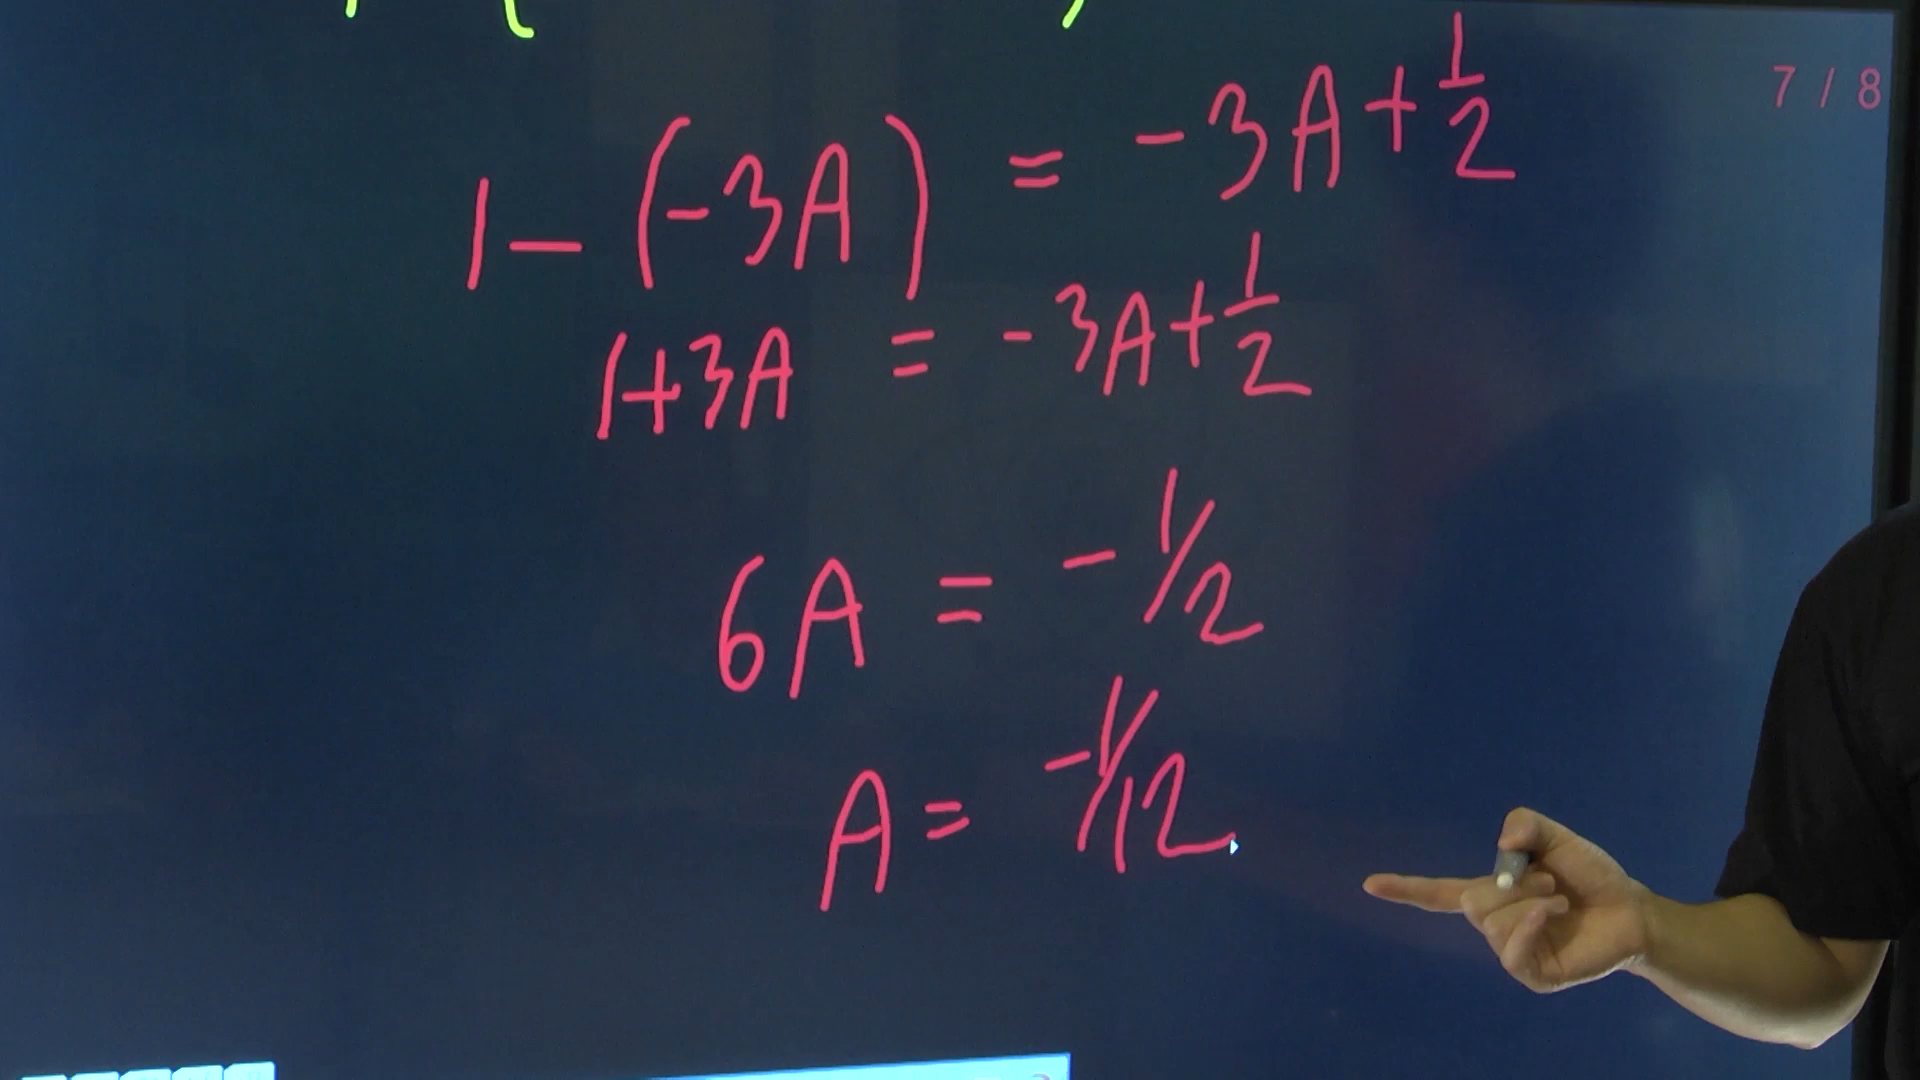 7 / 8
1 - (-3A) = -3A + 1/2
1+3A = -3A + 1/2
6A = -1/2
A = -1/12